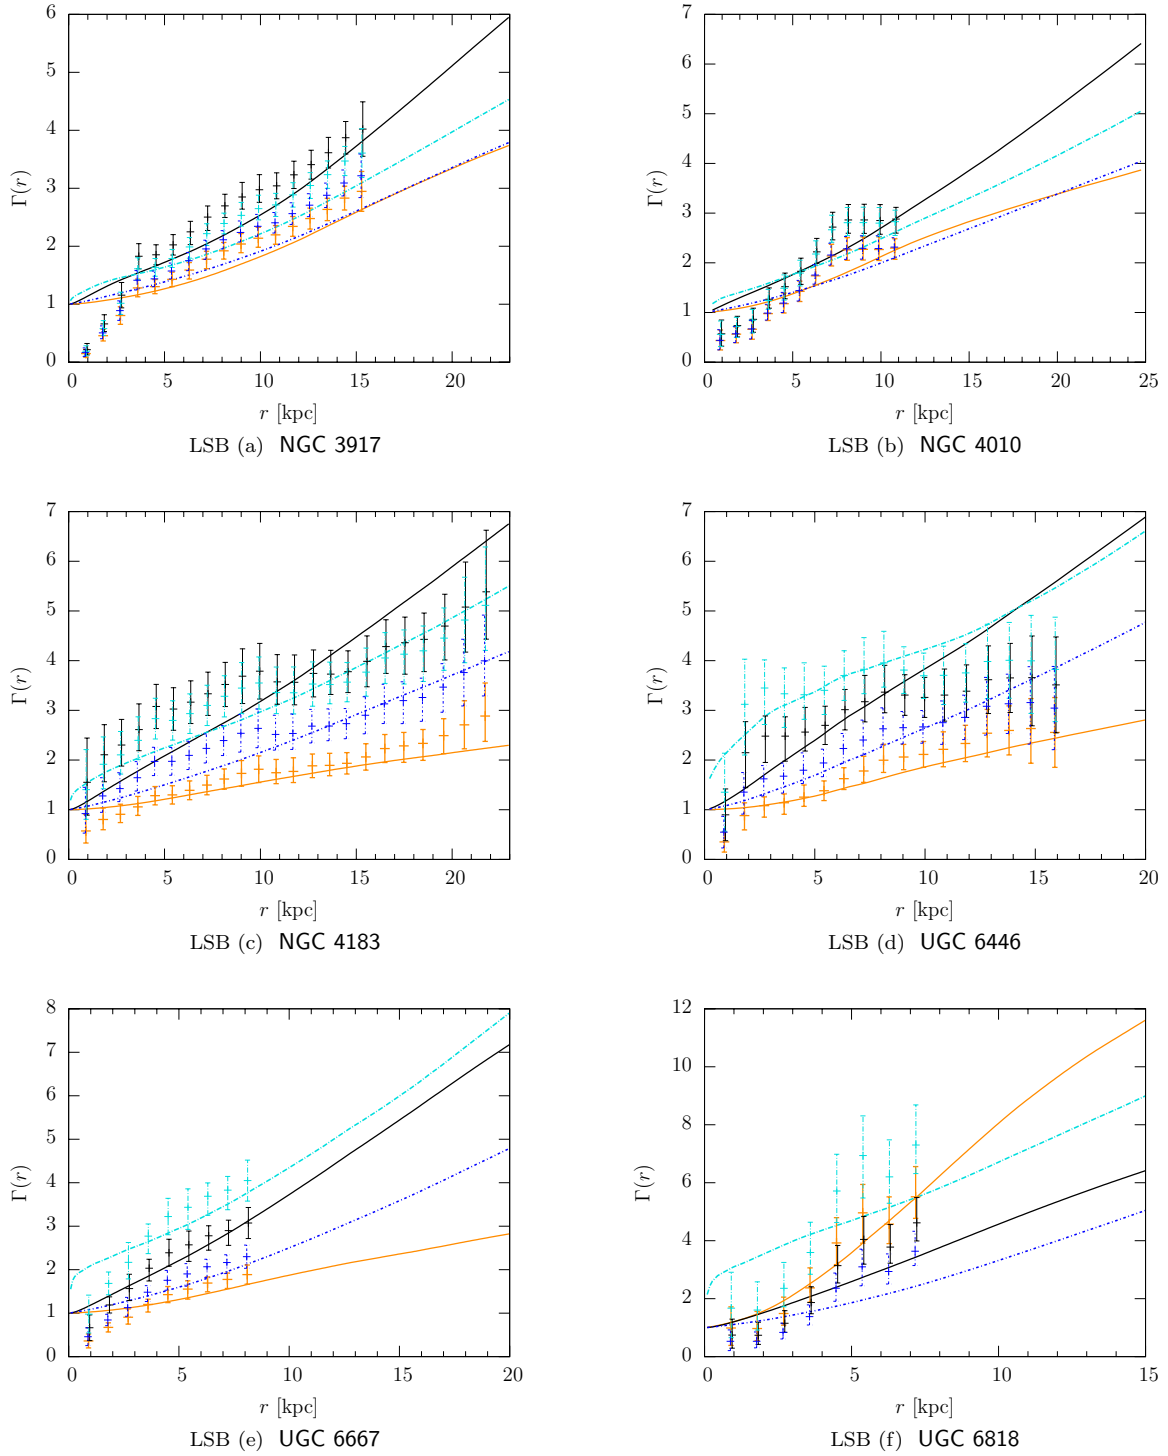 6
5
4
3
2
1
0
Γ(r)
0 5 10 15 20
r [kpc]
LSB (a) NGC 3917
7
6
5
4
3
2
1
0
Γ(r)
0 5 10 15 20 25
r [kpc]
LSB (b) NGC 4010
7
6
5
4
3
2
1
0
Γ(r)
0 5 10 15 20
r [kpc]
LSB (c) NGC 4183
7
6
5
4
3
2
1
0
Γ(r)
0 5 10 15 20
r [kpc]
LSB (d) UGC 6446
8
7
6
5
4
3
2
1
0
Γ(r)
0 5 10 15 20
r [kpc]
LSB (e) UGC 6667
12
10
8
6
4
2
0
Γ(r)
0 5 10 15
r [kpc]
LSB (f) UGC 6818